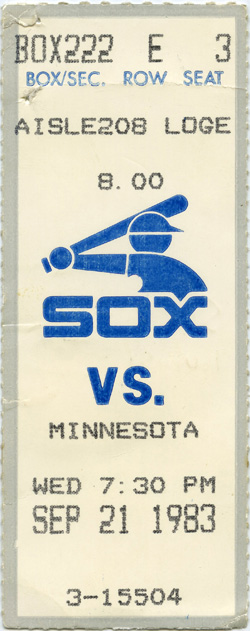 BOX222 E 3
BOX/SEC. ROW SEAT
AISLE208 LOGE
8.00
SOX
VS.
MINNESOTA
WED 7:30 PM
SEP 21 1983
3-15504